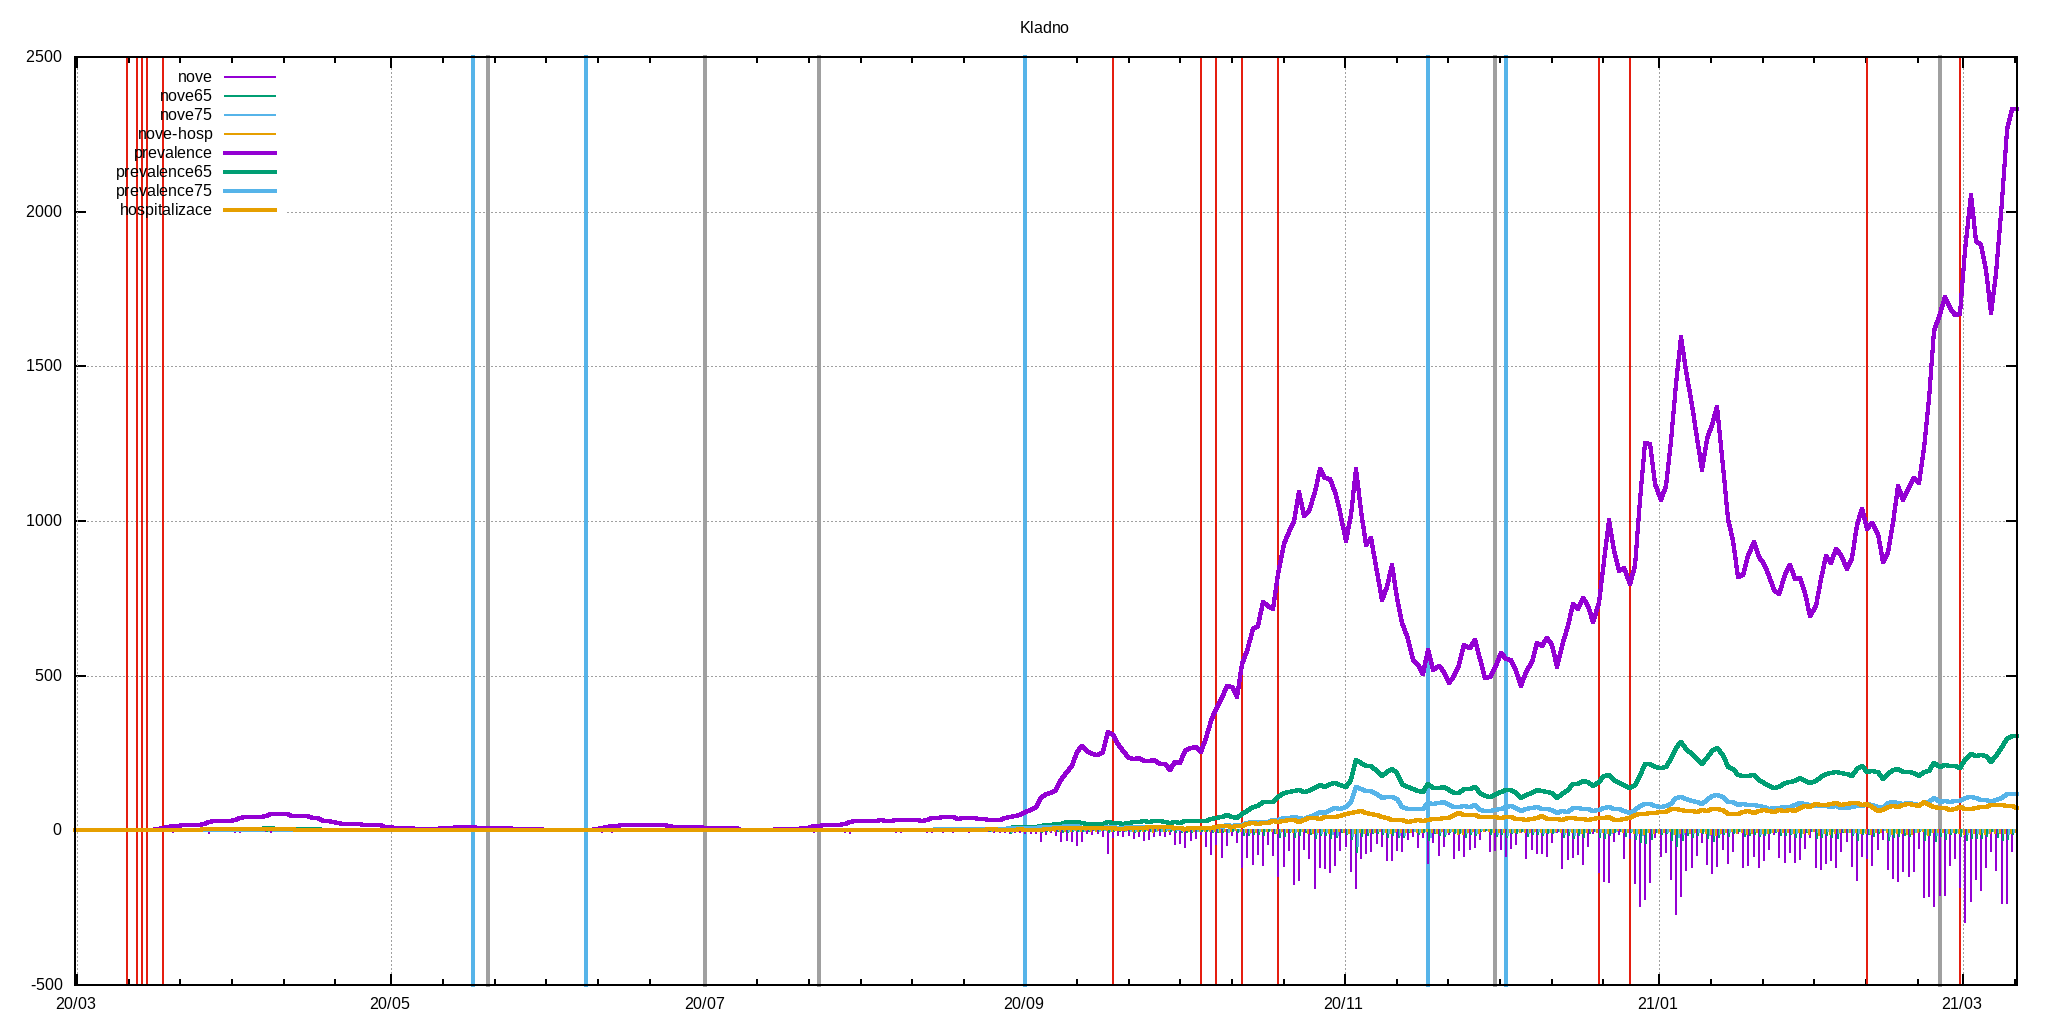 Kladno
2500
2000
1500
1000
500
0
-500
nove
nove65
nove75
nove-hosp
prevalence
prevalence65
prevalence75
hospitalizace
20/03 20/05 20/07 20/09 20/11 21/01 21/03